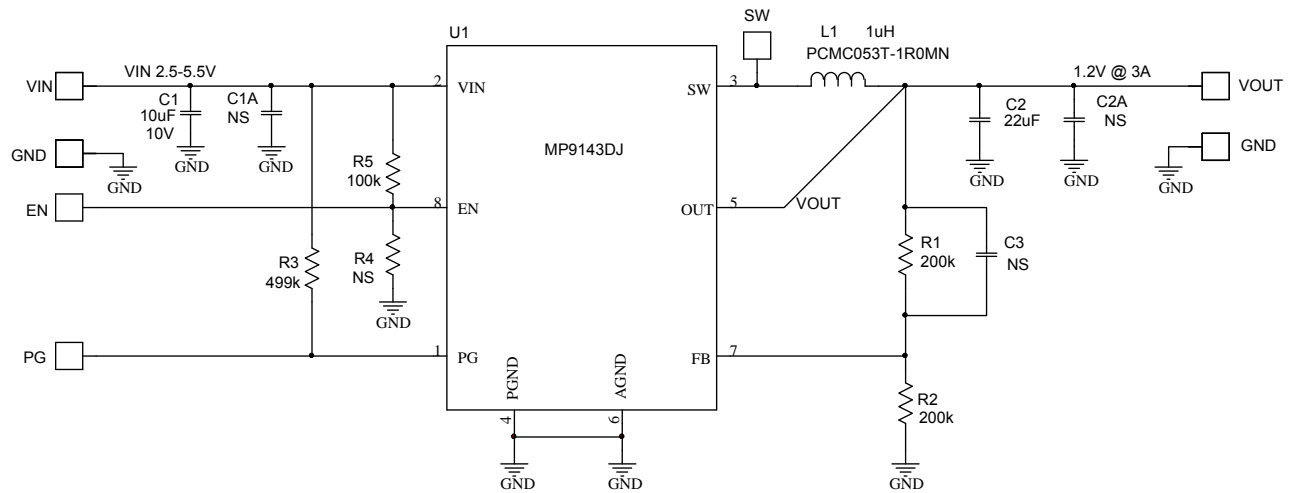 SW
U1
L1 1uH
PCMC053T-1R0MN
VIN
VIN 2.5-5.5V
2
VIN
SW
3
1.2V @ 3A
VOUT
C1
10uF
10V
C1A
NS
C2
22uF
C2A
NS
GND
GND
GND
GND
MP9143DJ
GND
GND
GND
GND
R5
100k
EN
8
EN
OUT
5
VOUT
R3
499k
R4
NS
GND
R1
200k
C3
NS
PG
1
PG
FB
7
PGND
AGND
4
6
R2
200k
GND
GND
GND